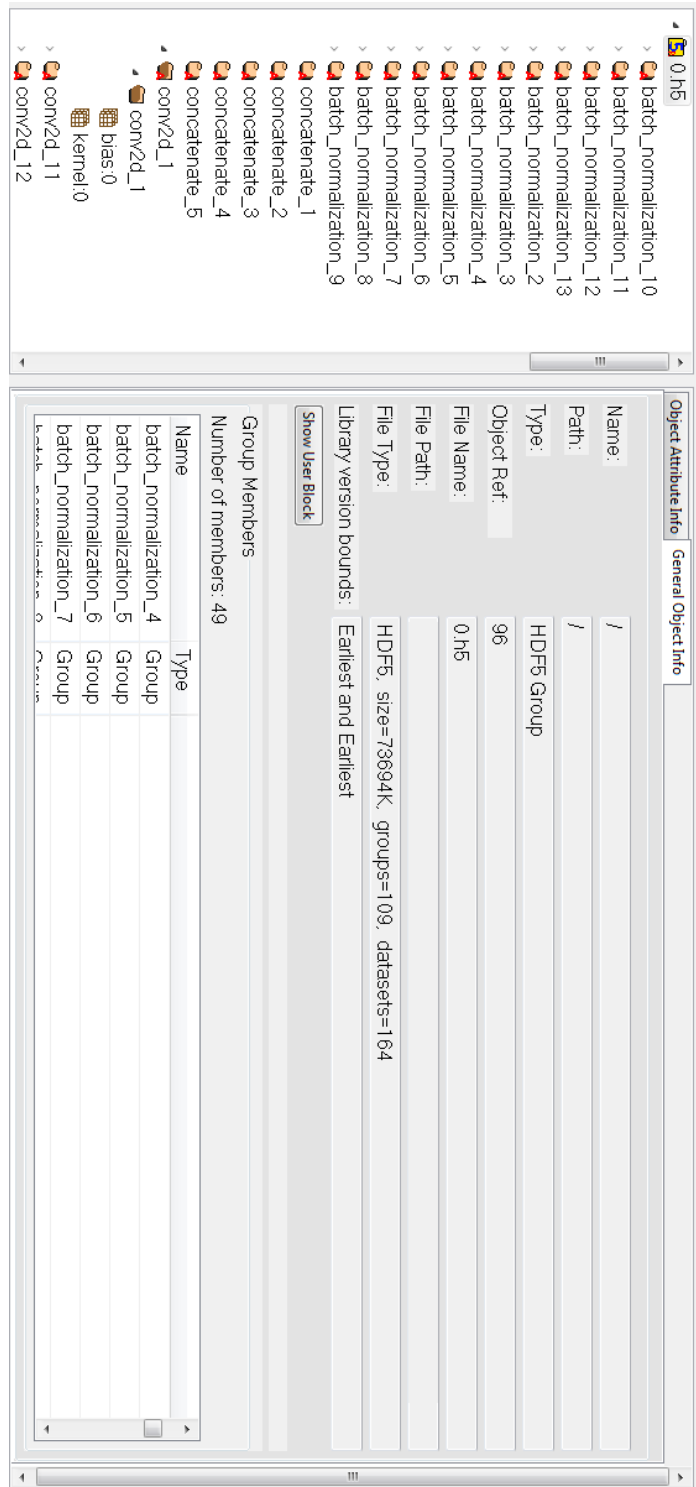 0.h5
batch_normalization_10
batch_normalization_11
batch_normalization_12
batch_normalization_13
batch_normalization_2
batch_normalization_3
batch_normalization_4
batch_normalization_5
batch_normalization_6
batch_normalization_7
batch_normalization_8
batch_normalization_9
concatenate_1
concatenate_2
concatenate_3
concatenate_4
concatenate_5
conv2d_1
conv2d_1
bias:0
kernel:0
conv2d_11
conv2d_12
Object Attribute Info General Object Info
Name: /
Path: /
Type: HDF5 Group
Object Ref: 96
File Name: 0.h5
File Path:
File Type: HDF5, size=73694K, groups=109, datasets=164
Library version bounds: Earliest and Earliest
Show User Block
Group Members
Number of members: 49
Name Type
batch_normalization_4 Group
batch_normalization_5 Group
batch_normalization_6 Group
batch_normalization_7 Group